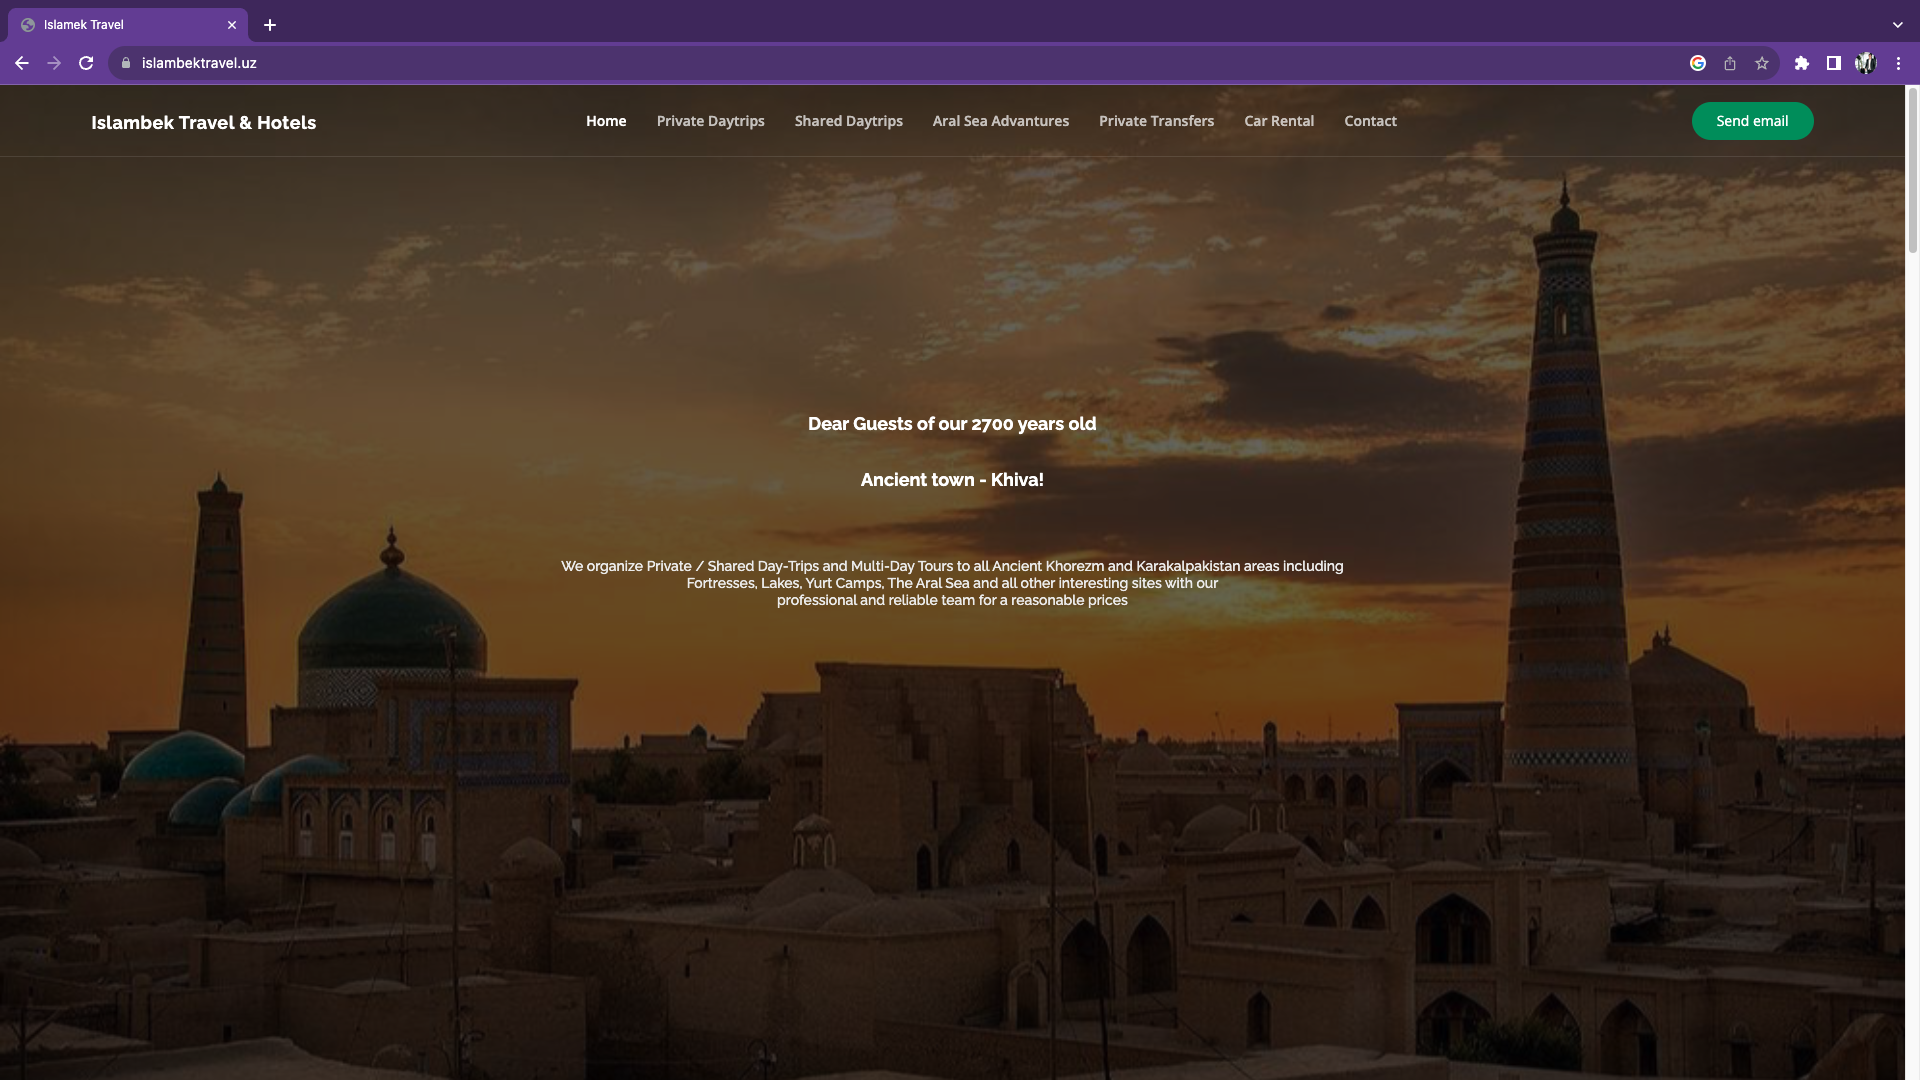 Islamek Travel
islambektravel.uz
Islambek Travel & Hotels
Home
Private Daytrips
Shared Daytrips
Aral Sea Advantures
Private Transfers
Car Rental
Contact
Send email
Dear Guests of our 2700 years old
Ancient town - Khiva!
We organize Private / Shared Day-Trips and Multi-Day Tours to all Ancient Khorezm and Karakalpakistan areas including
Fortresses, Lakes, Yurt Camps, The Aral Sea and all other interesting sites with our
professional and reliable team for a reasonable prices